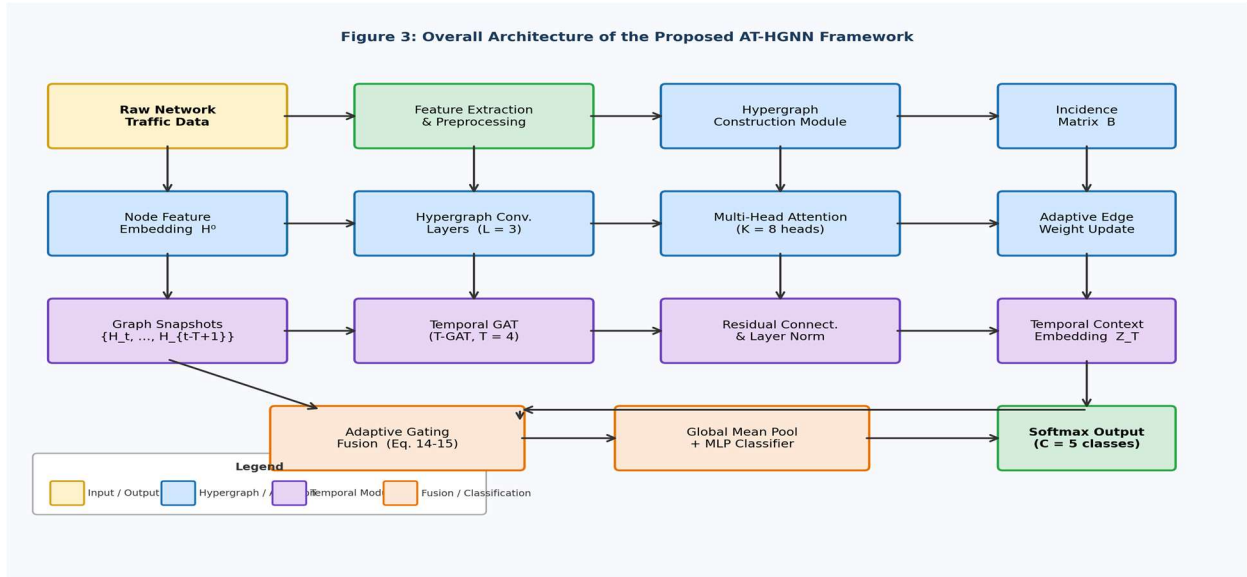 Figure 3: Overall Architecture of the Proposed AT-HGNN Framework
Raw Network
Traffic Data
Feature Extraction
& Preprocessing
Hypergraph
Construction Module
Incidence
Matrix B
Node Feature
Embedding H⁰
Hypergraph Conv.
Layers (L = 3)
Multi-Head Attention
(K = 8 heads)
Adaptive Edge
Weight Update
Graph Snapshots
{H_t, ..., H_{t-T+1}}
Temporal GAT
(T-GAT, T = 4)
Residual Connect.
& Layer Norm
Temporal Context
Embedding Z_T
Adaptive Gating
Fusion (Eq. 14-15)
Global Mean Pool
+ MLP Classifier
Softmax Output
(C = 5 classes)
Legend
Input / Output
Hypergraph /
Temporal
Fusion / Classification